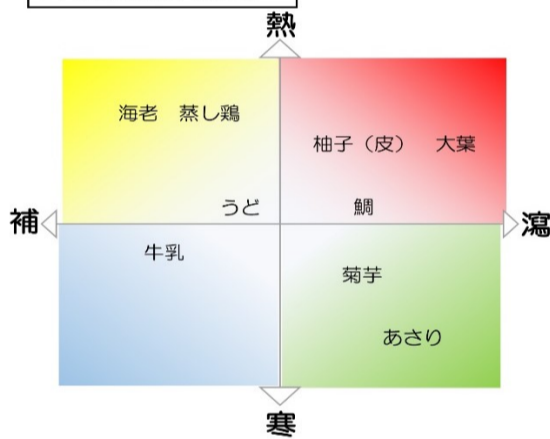 熱
海老 蒸し鶏
柚子（皮） 大葉
うど 鯛
補 瀉
牛乳
菊芋
あさり
寒